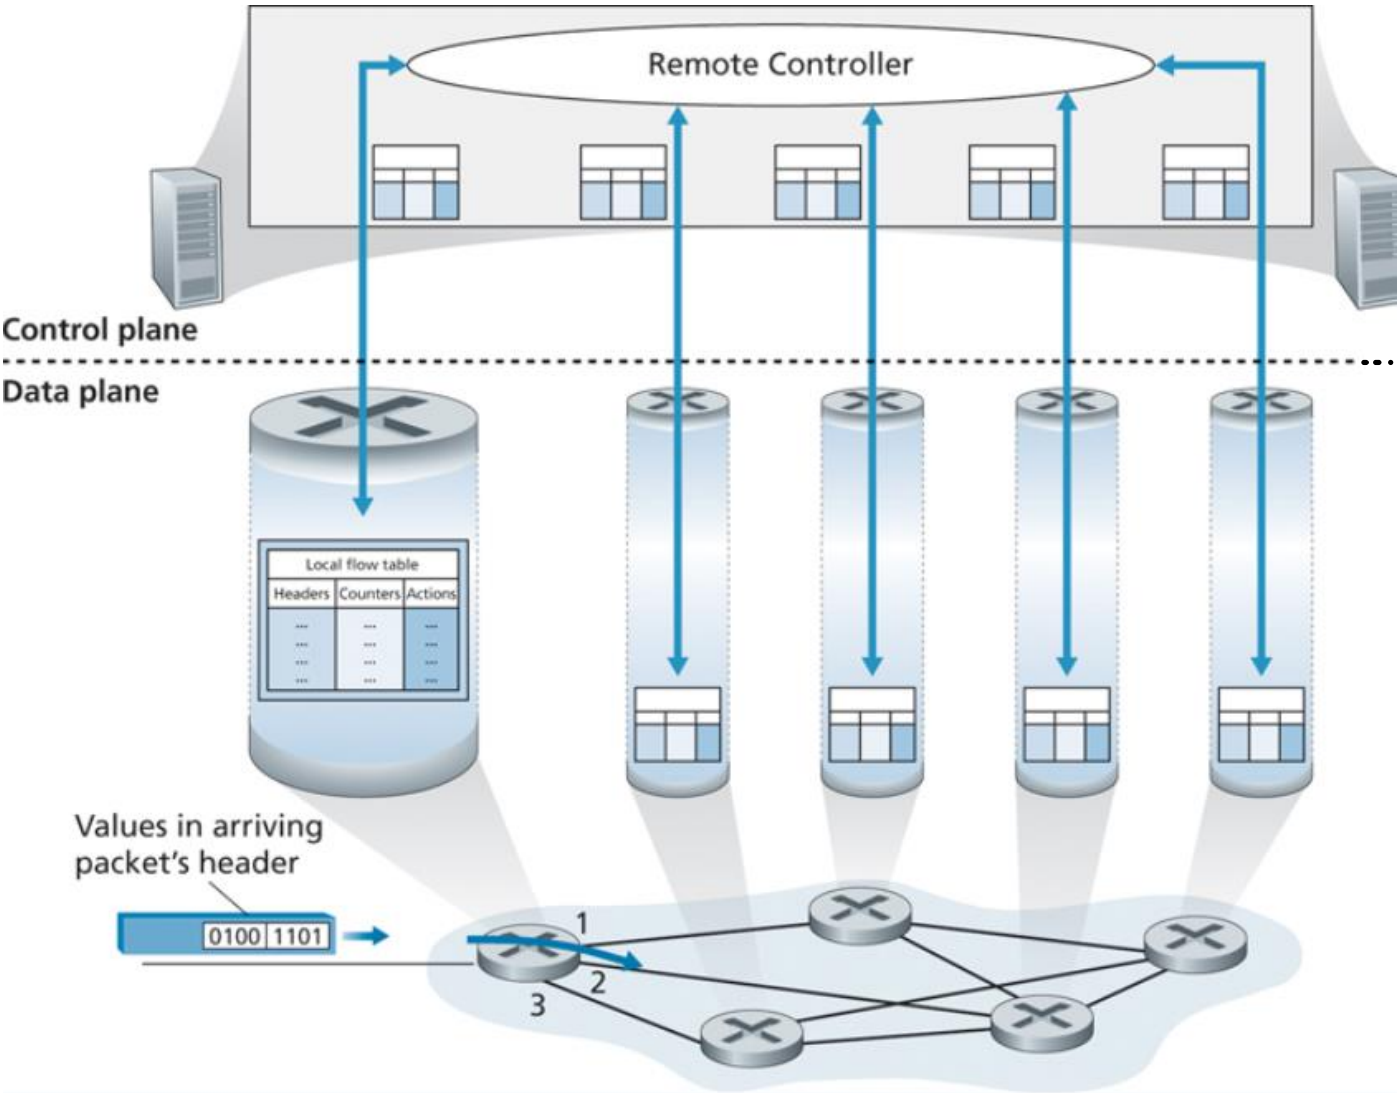 Remote Controller
Control plane
Data plane
Local flow table
Headers Counters Actions
... ... ...
... ... ...
... ... ...
... ... ...
Values in arriving
packet's header
0100 1101
1
2
3